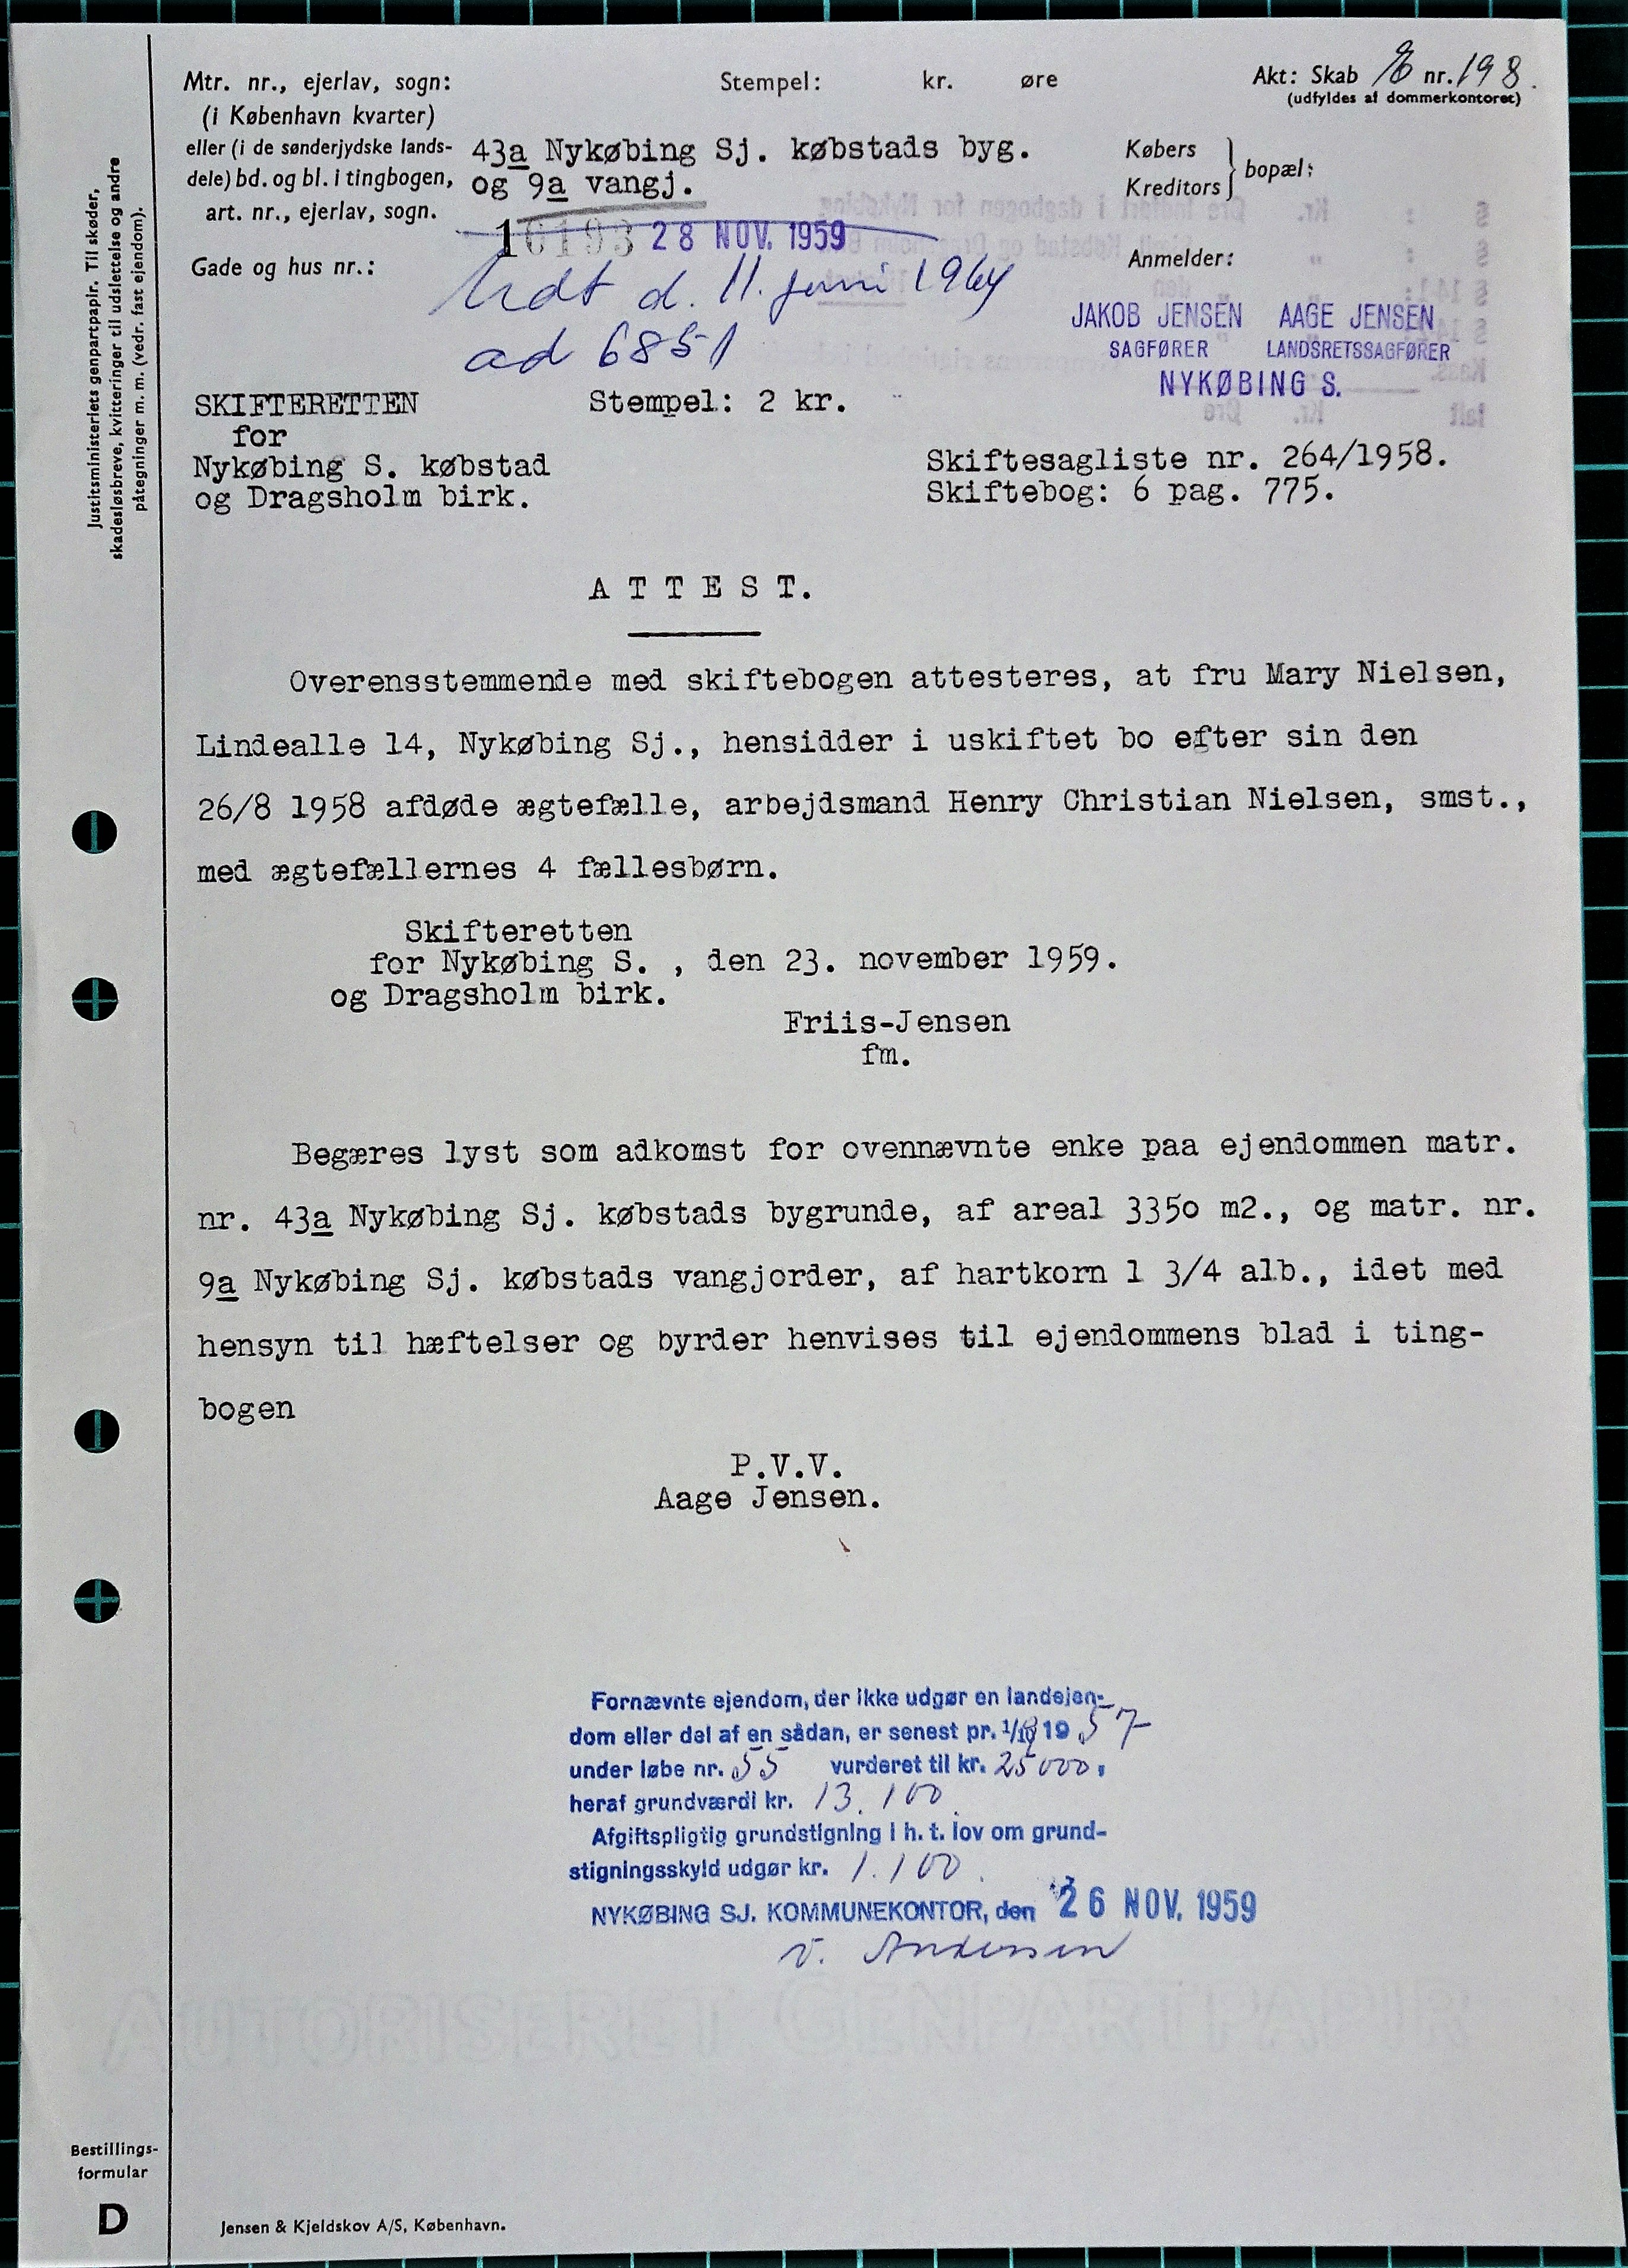 Mtr. nr., ejerlav, sogn:
(i København kvarter)
eller (i de sønderjydske lands-
dele) bd. og bl. i tingbogen,
art. nr., ejerlav, sogn.
Stempel: kr. øre
Akt: Skab nr. 198.
(udfyldes af dommerkontoret)
43a Nykøbing Sj. købstads byg.
og 9a vangj.
Købers
Kreditors
bopæl:
10193 28 NOV. 1959
Gade og hus nr.:
Udt d. 11. juni 1964
ad 6851
Anmelder:
JAKOB JENSEN AAGE JENSEN
SAGFØRER LANDSRETSSAGFØRER
NYKØBING S.
Justitsministeriets genpartpapir. Til skøder,
skadesløsbreve, kvitteringer til udslettelse og andre
påtegninger m. m. (vedr. fast ejendom).
SKIFTERETTEN
for
Nykøbing S. købstad
og Dragsholm birk.
Stempel: 2 kr.
Skiftesagliste nr. 264/1958.
Skiftebog: 6 pag. 775.
ATTEST.
Overensstemmende med skiftebogen attesteres, at fru Mary Nielsen,
Lindealle 14, Nykøbing Sj., hensidder i uskiftet bo efter sin den
26/8 1958 afdøde ægtefælle, arbejdsmand Henry Christian Nielsen, smst.,
med ægtefællernes 4 fællesbørn.
Skifteretten
for Nykøbing S. , den 23. november 1959.
og Dragsholm birk.
Friis-Jensen
fm.
Begæres lyst som adkomst for ovennævnte enke paa ejendommen matr.
nr. 43a Nykøbing Sj. købstads bygrunde, af areal 3350 m2., og matr. nr.
9a Nykøbing Sj. købstads vangjorder, af hartkorn 1 3/4 alb., idet med
hensyn til hæftelser og byrder henvises til ejendommens blad i ting-
bogen
P.V.V.
Aage Jensen.
Fornævnte ejendom, der ikke udgør en landejen-
dom eller del af en sådan, er senest pr. 1957
under løbe nr. 55 vurderet til kr. 25000,
heraf grundværdi kr. 13.100.
Afgiftspligtig grundstigning i h. t. lov om grund-
stigningsskyld udgør kr. 1.100.
NYKØBING SJ. KOMMUNEKONTOR, den 26 NOV. 1959
v. Andersen
AUTORISERET GENPARTPAPIR
Bestillings-
formular
D
Jensen & Kjeldskov A/S, København.